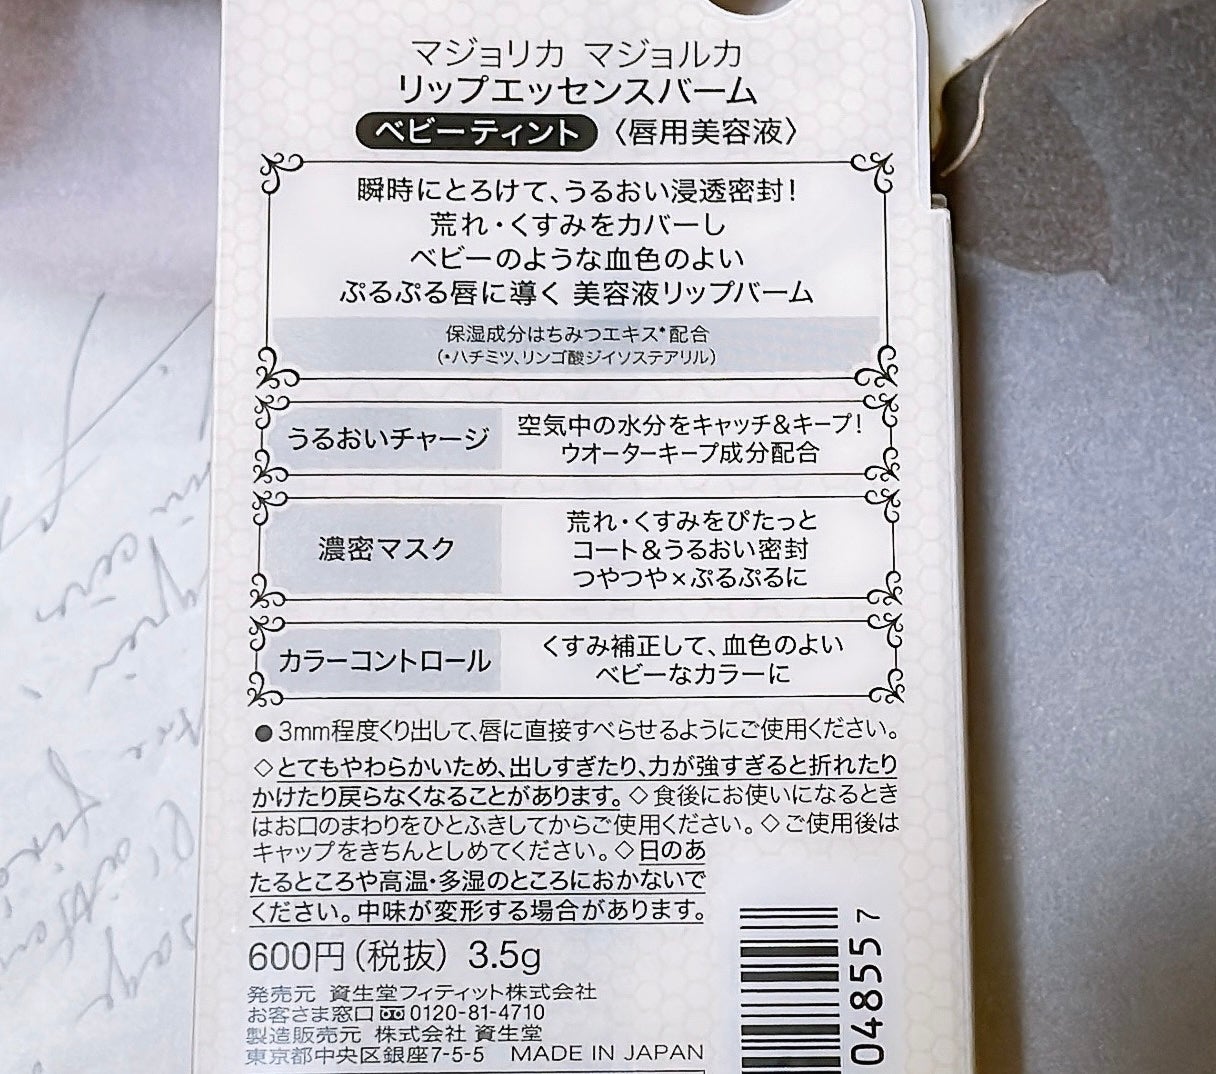 マジョリカ マジョルカ
リップエッセンスバーム
ベビーティント 〈唇用美容液〉
瞬時にとろけて、うるおい浸透密封！
荒れ・くすみをカバーし
ベビーのような血色のよい
ぷるぷる唇に導く 美容液リップバーム
保湿成分はちみつエキス*配合
（*ハチミツ、リンゴ酸ジイソステアリル）
うるおいチャージ
空気中の水分をキャッチ＆キープ！
ウオーターキープ成分配合
濃密マスク
荒れ・くすみをぴたっと
コート＆うるおい密封
つやつや×ぷるぷるに
カラーコントロール
くすみ補正して、血色のよい
ベビーなカラーに
●3mm程度くり出して、唇に直接すべらせるようにご使用ください。
◇とてもやわらかいため、出しすぎたり、力が強すぎると折れたり
かけたり戻らなくなることがあります。◇食後にお使いになるとき
はお口のまわりをひとふきしてからご使用ください。◇ご使用後は
キャップをきちんとしめてください。◇日のあ
たるところや高温・多湿のところにおかないで
ください。中味が変形する場合があります。
600円（税抜） 3.5g
発売元 資生堂フィティット株式会社
お客さま窓口 0120-81-4710
製造販売元 株式会社 資生堂
東京都中央区銀座7-5-5 MADE IN JAPAN
04855 7